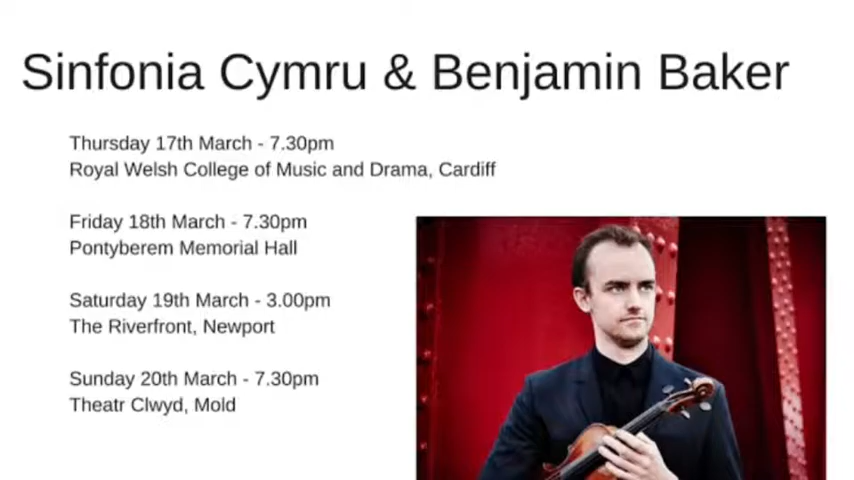 Sinfonia Cymru & Benjamin Baker
Thursday 17th March - 7.30pm
Royal Welsh College of Music and Drama, Cardiff
Friday 18th March - 7.30pm
Pontyberem Memorial Hall
Saturday 19th March - 3.00pm
The Riverfront, Newport
Sunday 20th March - 7.30pm
Theatr Clwyd, Mold